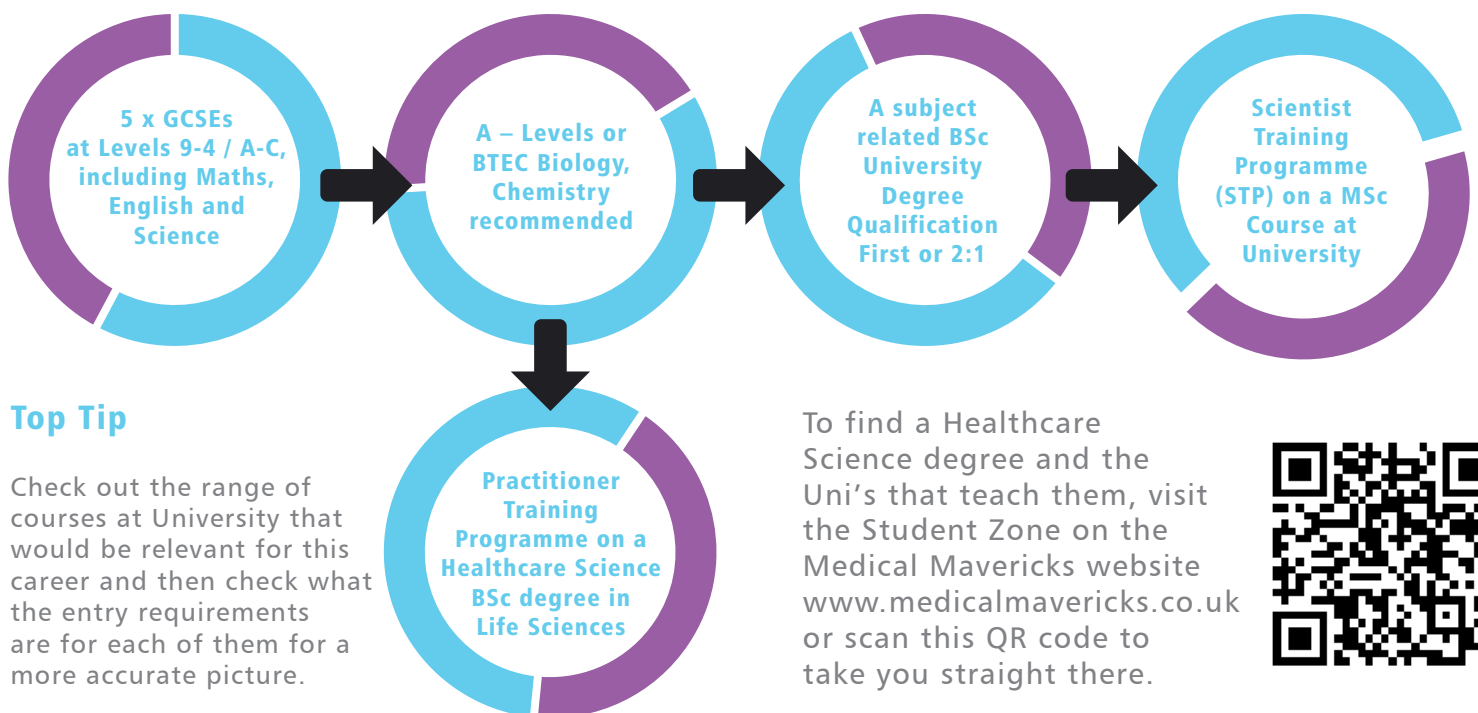 5 x GCSEs
at Levels 9-4 / A-C,
including Maths,
English and
Science
A – Levels or
BTEC Biology,
Chemistry
recommended
A subject
related BSc
University
Degree
Qualification
First or 2:1
Scientist
Training
Programme
(STP) on a MSc
Course at
University
Practitioner
Training
Programme on a
Healthcare Science
BSc degree in
Life Sciences
Top Tip
Check out the range of
courses at University that
would be relevant for this
career and then check what
the entry requirements
are for each of them for a
more accurate picture.
To find a Healthcare
Science degree and the
Uni's that teach them, visit
the Student Zone on the
Medical Mavericks website
www.medicalmavericks.co.uk
or scan this QR code to
take you straight there.